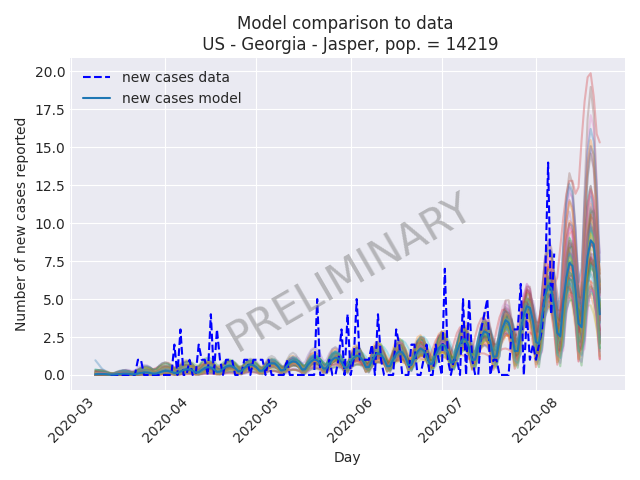 Model comparison to data
US - Georgia - Jasper, pop. = 14219
20.0
17.5
15.0
12.5
10.0
7.5
5.0
2.5
0.0
Number of new cases reported
new cases data
new cases model
PRELIMINARY
2020-03
2020-04
2020-05
2020-06
2020-07
2020-08
Day